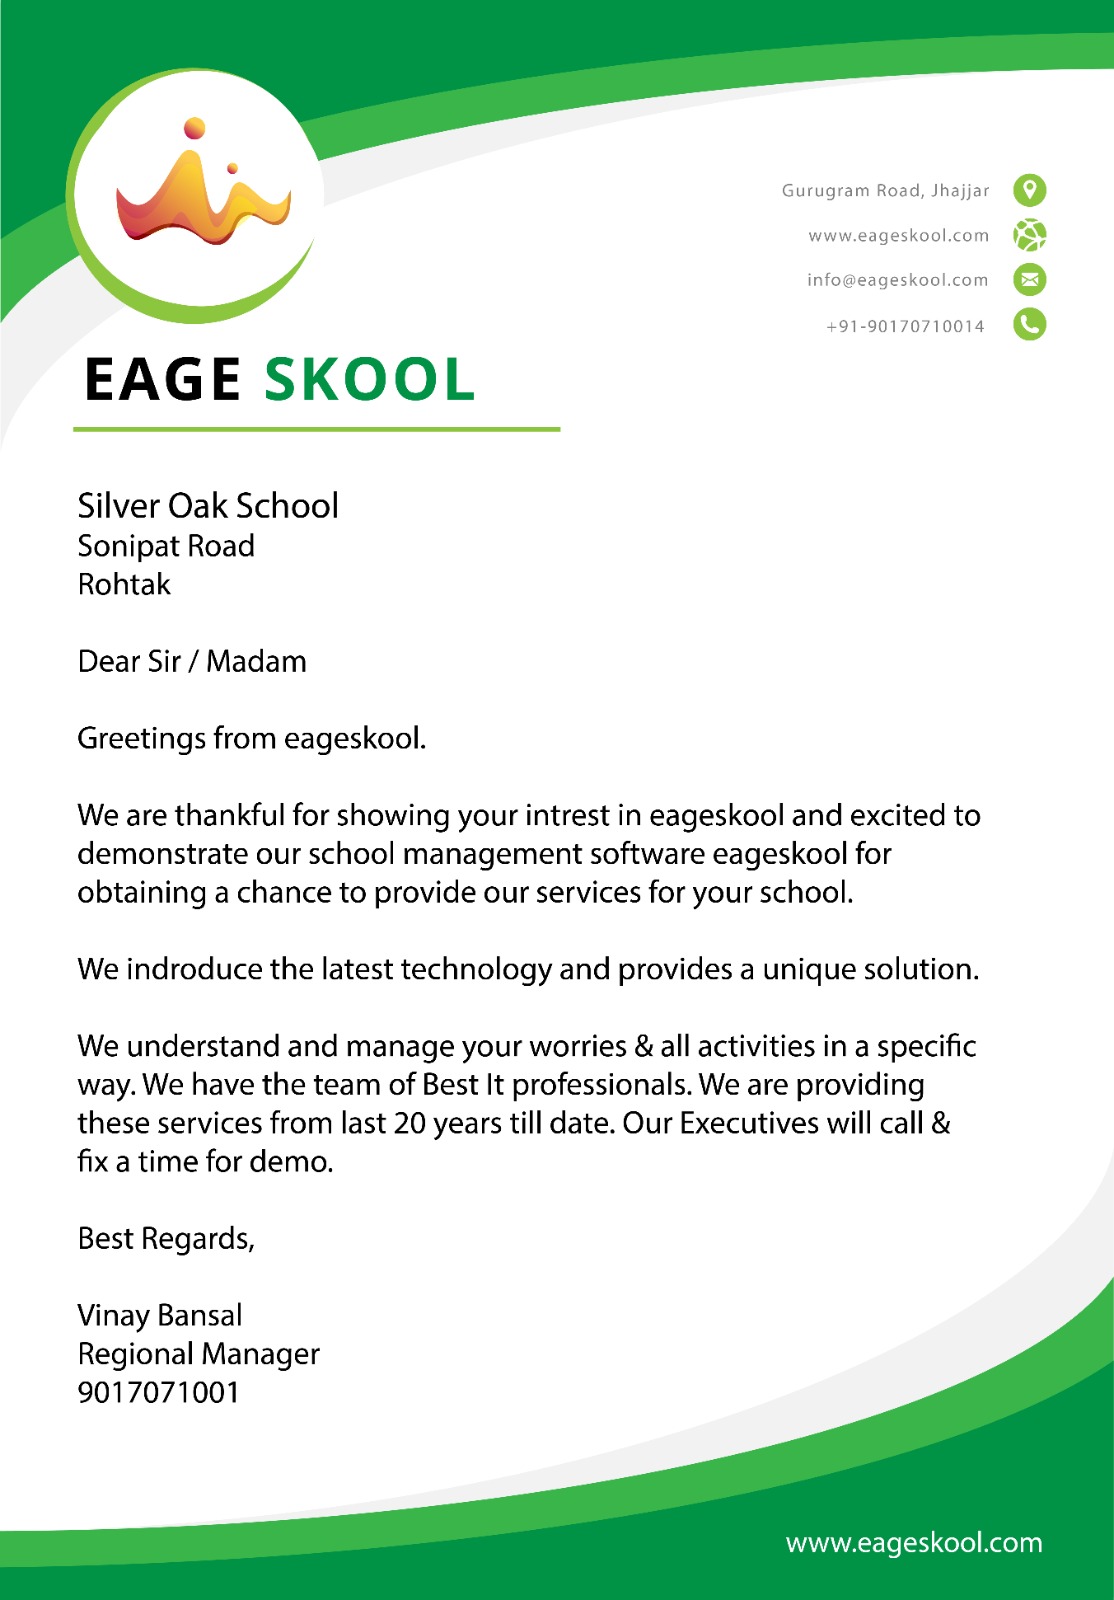 Gurugram Road, Jhajjar
www.eageskool.com
info@eageskool.com
+91-90170710014
EAGE SKOOL
Silver Oak School
Sonipat Road
Rohtak
Dear Sir / Madam
Greetings from eageskool.
We are thankful for showing your intrest in eageskool and excited to
demonstrate our school management software eageskool for
obtaining a chance to provide our services for your school.
We indroduce the latest technology and provides a unique solution.
We understand and manage your worries & all activities in a specific
way. We have the team of Best It professionals. We are providing
these services from last 20 years till date. Our Executives will call &
fix a time for demo.
Best Regards,
Vinay Bansal
Regional Manager
9017071001
www.eageskool.com